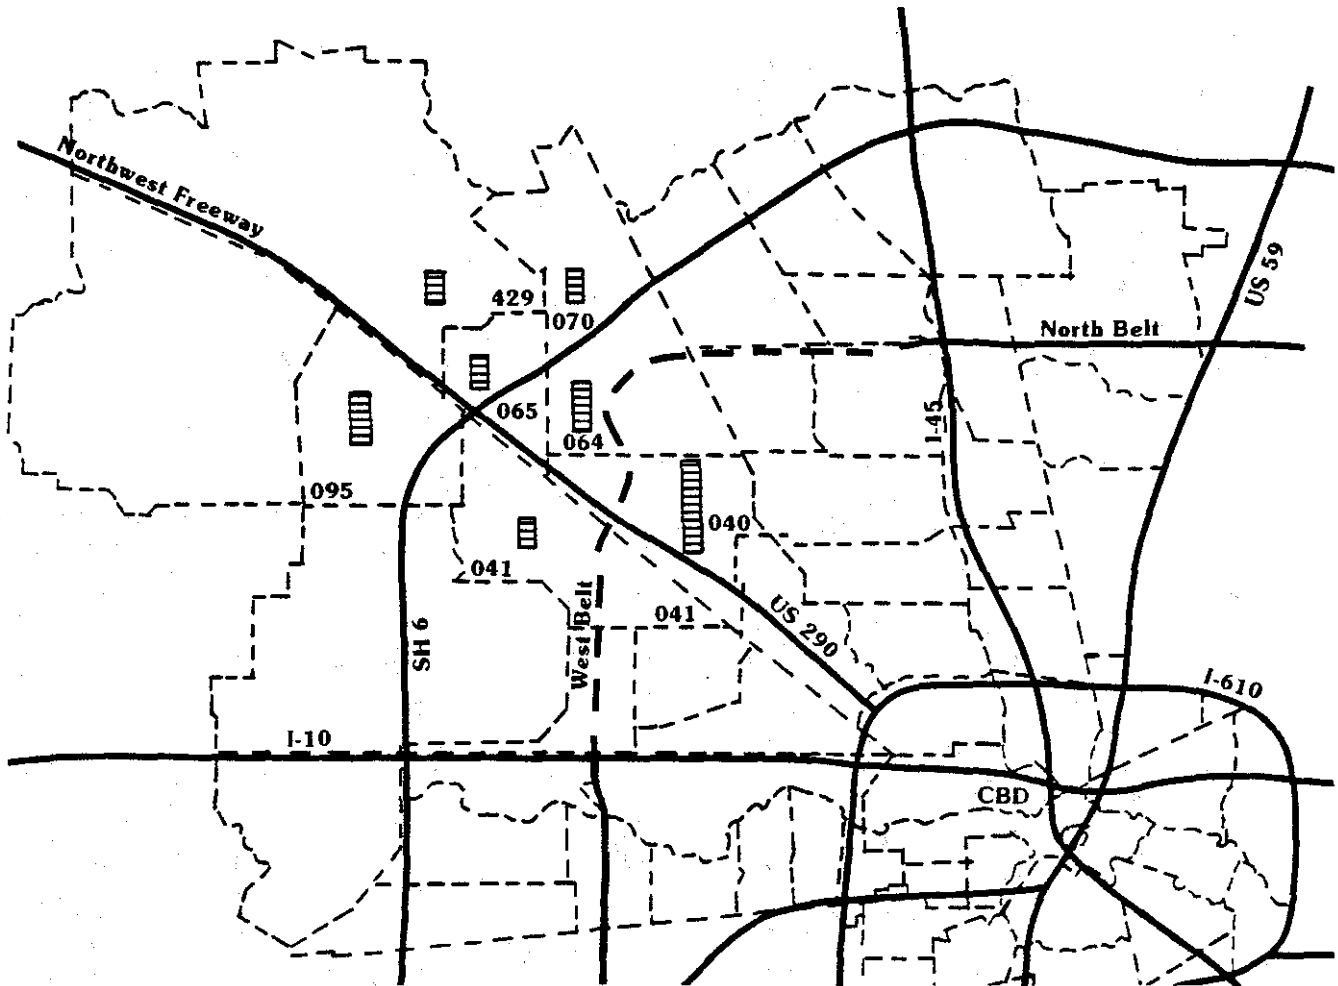 Northwest Freeway
US 59
429
070
North Belt
065
I-45
064
095
040
041
West Belt
041
US 290
SH 6
I-610
I-10
CBD